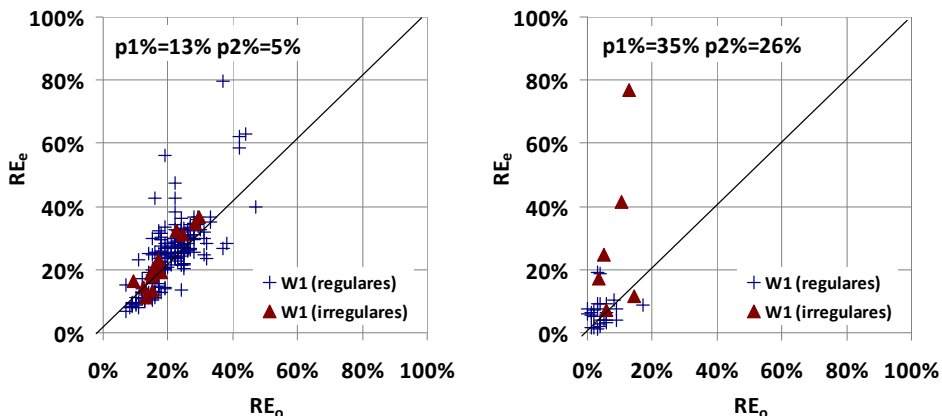 100%
80%
60%
40%
20%
0%
REe
p1%=13% p2%=5%
W1 (regulares)
W1 (irregulares)
0% 20% 40% 60% 80% 100%
REo
100%
80%
60%
40%
20%
0%
REe
p1%=35% p2%=26%
W1 (regulares)
W1 (irregulares)
0% 20% 40% 60% 80% 100%
REo